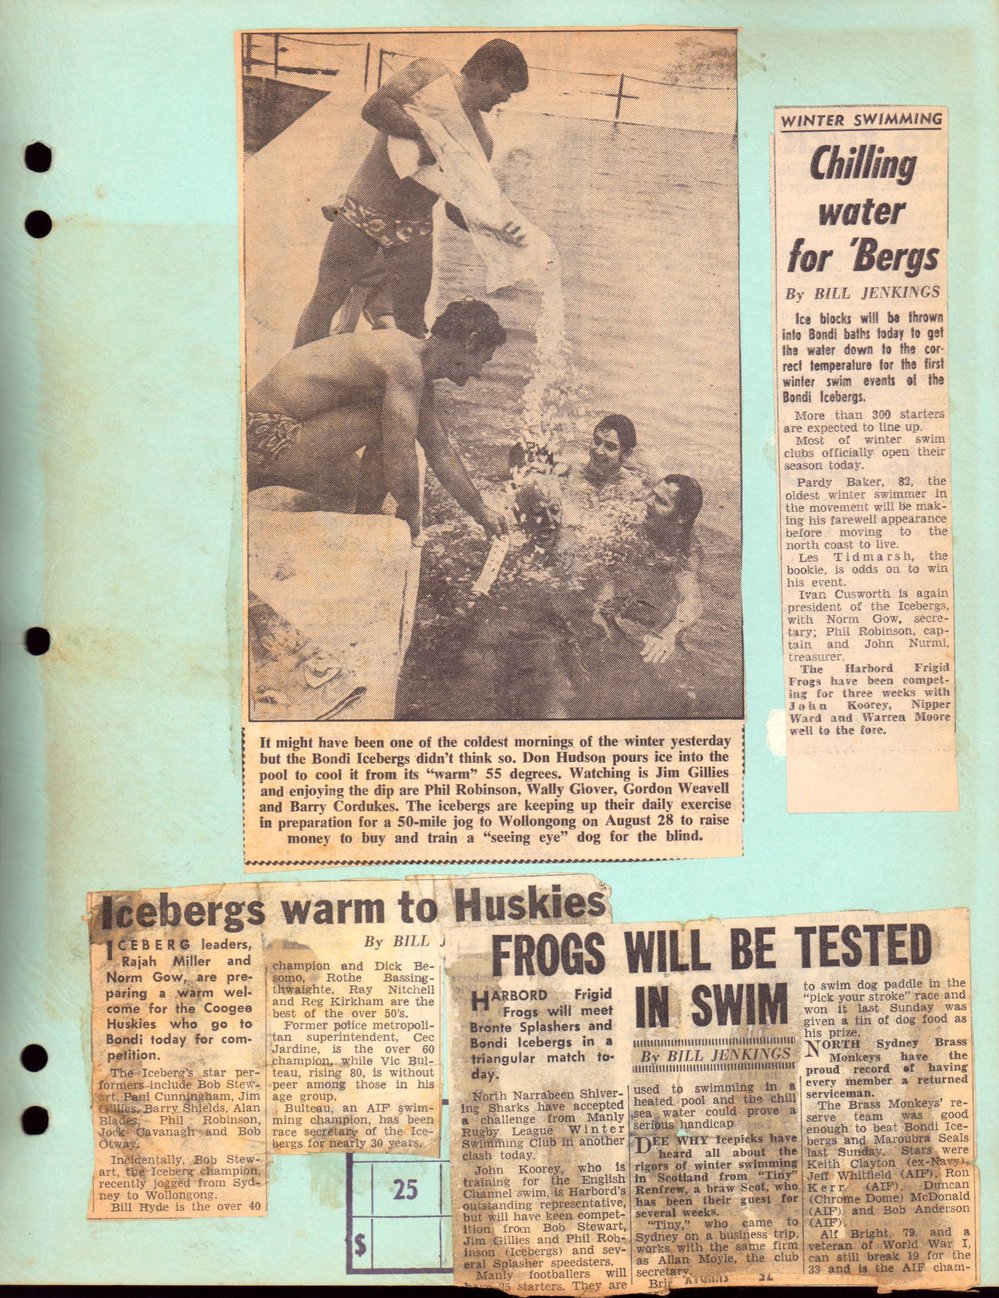 It might have been one of the coldest mornings of the winter yesterday
but the Bondi Icebergs didn't think so. Don Hudson pours ice into the
pool to cool it from its "warm" 55 degrees. Watching is Jim Gillies
and enjoying the dip are Phil Robinson, Wally Glover, Gordon Weavell
and Barry Cordukes. The icebergs are keeping up their daily exercise
in preparation for a 50-mile jog to Wollongong on August 28 to raise
money to buy and train a "seeing eye" dog for the blind.
WINTER SWIMMING
Chilling
water
for 'Bergs
By BILL JENKINGS
Ice blocks will be thrown
into Bondi baths today to get
the water down to the cor-
rect temperature for the first
winter swim events of the
Bondi Icebergs.
More than 300 starters
are expected to line up.
Most of winter swim
clubs officially open their
season today.
Pardy Baker, 82, the
oldest winter swimmer in
the movement will be mak-
ing his farewell appearance
before moving to the
north coast to live.
Les Tidmarsh, the
bookie, is odds on to win
his event.
Ivan Cusworth is again
president of the Icebergs,
with Norm Gow, secre-
tary; Phil Robinson, cap-
tain and John Nurmi,
treasurer.
The Harbord Frigid
Frogs have been compet-
ing for three weeks with
John Koorey, Nipper
Ward and Warren Moore
well to the fore.
Icebergs warm to Huskies
ICEBERG leaders,
Rajah Miller and
Norm Gow, are pre-
paring a warm wel-
come for the Coogee
Huskies who go to
Bondi today for com-
petition.
The Iceberg's star per-
formers include Bob Stew-
art, Paul Cunningham, Jim
Gillies, Barry Shields, Alan
Blades, Phil Robinson,
Jock Cavanagh and Bob
Otway.
Incidentally, Bob Stew-
art, the Iceberg champion,
recently jogged from Syd-
ney to Wollongong.
Bill Hyde is the over 40
By BILL J
champion and Dick Be-
somo, Rothe Bassing-
thwaighte, Ray Nitchell
and Reg Kirkham are the
best of the over 50's.
Former police metropoli-
tan superintendent, Cec
Jardine, is the over 60
champion, while Vic Bul-
teau, rising 80, is without
peer among those in his
age group.
Bulteau, an AIF swim-
ming champion, has been
race secretary of the Ice-
bergs for nearly 30 years.
FROGS WILL BE TESTED
IN SWIM
By BILL JENKINGS
HARBORD Frigid
Frogs will meet
Bronte Splashers and
Bondi Icebergs in a
triangular match to-
day.
North Narrabeen Shiver-
ing Sharks have accepted
a challenge from Manly
Rugby League Winter
Swimming Club in another
clash today.
John Koorey, who is
training for the English
Channel swim, is Harbord's
outstanding representative,
but will have keen compet-
ition from Bob Stewart,
Jim Gillies and Phil Rob-
inson (Icebergs) and sev-
eral Splasher speedsters.
Manly footballers will
have 25 starters. They are
used to swimming in a
heated pool and the chill
sea water could prove a
serious handicap
DEE WHY Icepicks have
heard all about the
rigors of winter swimming
in Scotland from "Tiny"
Renfrew, a braw Scot, who
has been their guest for
several weeks.
"Tiny," who came to
Sydney on a business trip,
works with the same firm
as Allan Moyle, the club
secretary.
to swim dog paddle in the
"pick your stroke" race and
won it last Sunday was
given a tin of dog food as
his prize.
NORTH Sydney Brass
Monkeys have the
proud record of having
every member a returned
serviceman.
The Brass Monkeys' re-
serve team was good
enough to beat Bondi Ice-
bergs and Maroubra Seals
last Sunday. Stars were
Keith Clayton (ex-Navy),
Jeff Whitfield (AIF), Ron
Kerr (AIF), Duncan
(Chrome Dome) McDonald
(AIF) and Bob Anderson
(AIF).
Alf Bright, 79, and a
veteran of World War I,
can still break 19 for the
33 and is the AIF cham-
25
$